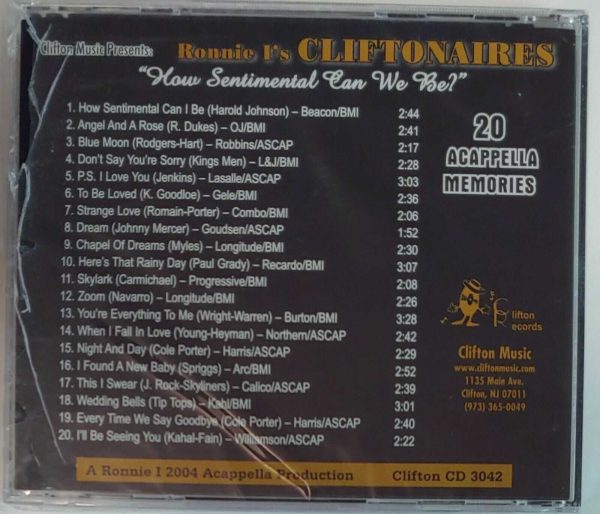 Clifton Music Presents: Ronnie I's CLIFTONAIRES
"How Sentimental Can We Be?"
1. How Sentimental Can I Be (Harold Johnson) – Beacon/BMI 2:44
2. Angel And A Rose (R. Dukes) – OJ/BMI 2:41
3. Blue Moon (Rodgers-Hart) – Robbins/ASCAP 2:17
4. Don't Say You're Sorry (Kings Men) – L&J/BMI 2:28
5. P.S. I Love You (Jenkins) – Lasalle/ASCAP 3:03
6. To Be Loved (K. Goodloe) – Gele/BMI 2:36
7. Strange Love (Romain-Porter) – Combo/BMI 2:06
8. Dream (Johnny Mercer) – Goudsen/ASCAP 1:52
9. Chapel Of Dreams (Myles) – Longitude/BMI 2:30
10. Here's That Rainy Day (Paul Grady) – Recardo/BMI 3:07
11. Skylark (Carmichael) – Progressive/BMI 2:08
12. Zoom (Navarro) – Longitude/BMI 2:26
13. You're Everything To Me (Wright-Warren) – Burton/BMI 3:28
14. When I Fall In Love (Young-Heyman) – Northern/ASCAP 2:42
15. Night And Day (Cole Porter) – Harris/ASCAP 2:29
16. I Found A New Baby (Spriggs) – Arc/BMI 2:52
17. This I Swear (J. Rock-Skyliners) – Calico/ASCAP 2:39
18. Wedding Bells (Tip Tops) – Kahl/BMI 3:01
19. Every Time We Say Goodbye (Cole Porter) – Harris/ASCAP 2:40
20. I'll Be Seeing You (Kahal-Fain) – Williamson/ASCAP 2:22
20
ACAPPELLA
MEMORIES
Clifton
Records
Clifton Music
www.cliftonmusic.com
1135 Main Ave.
Clifton, NJ 07011
(973) 365-0049
A Ronnie I 2004 Acappella Production Clifton CD 3042